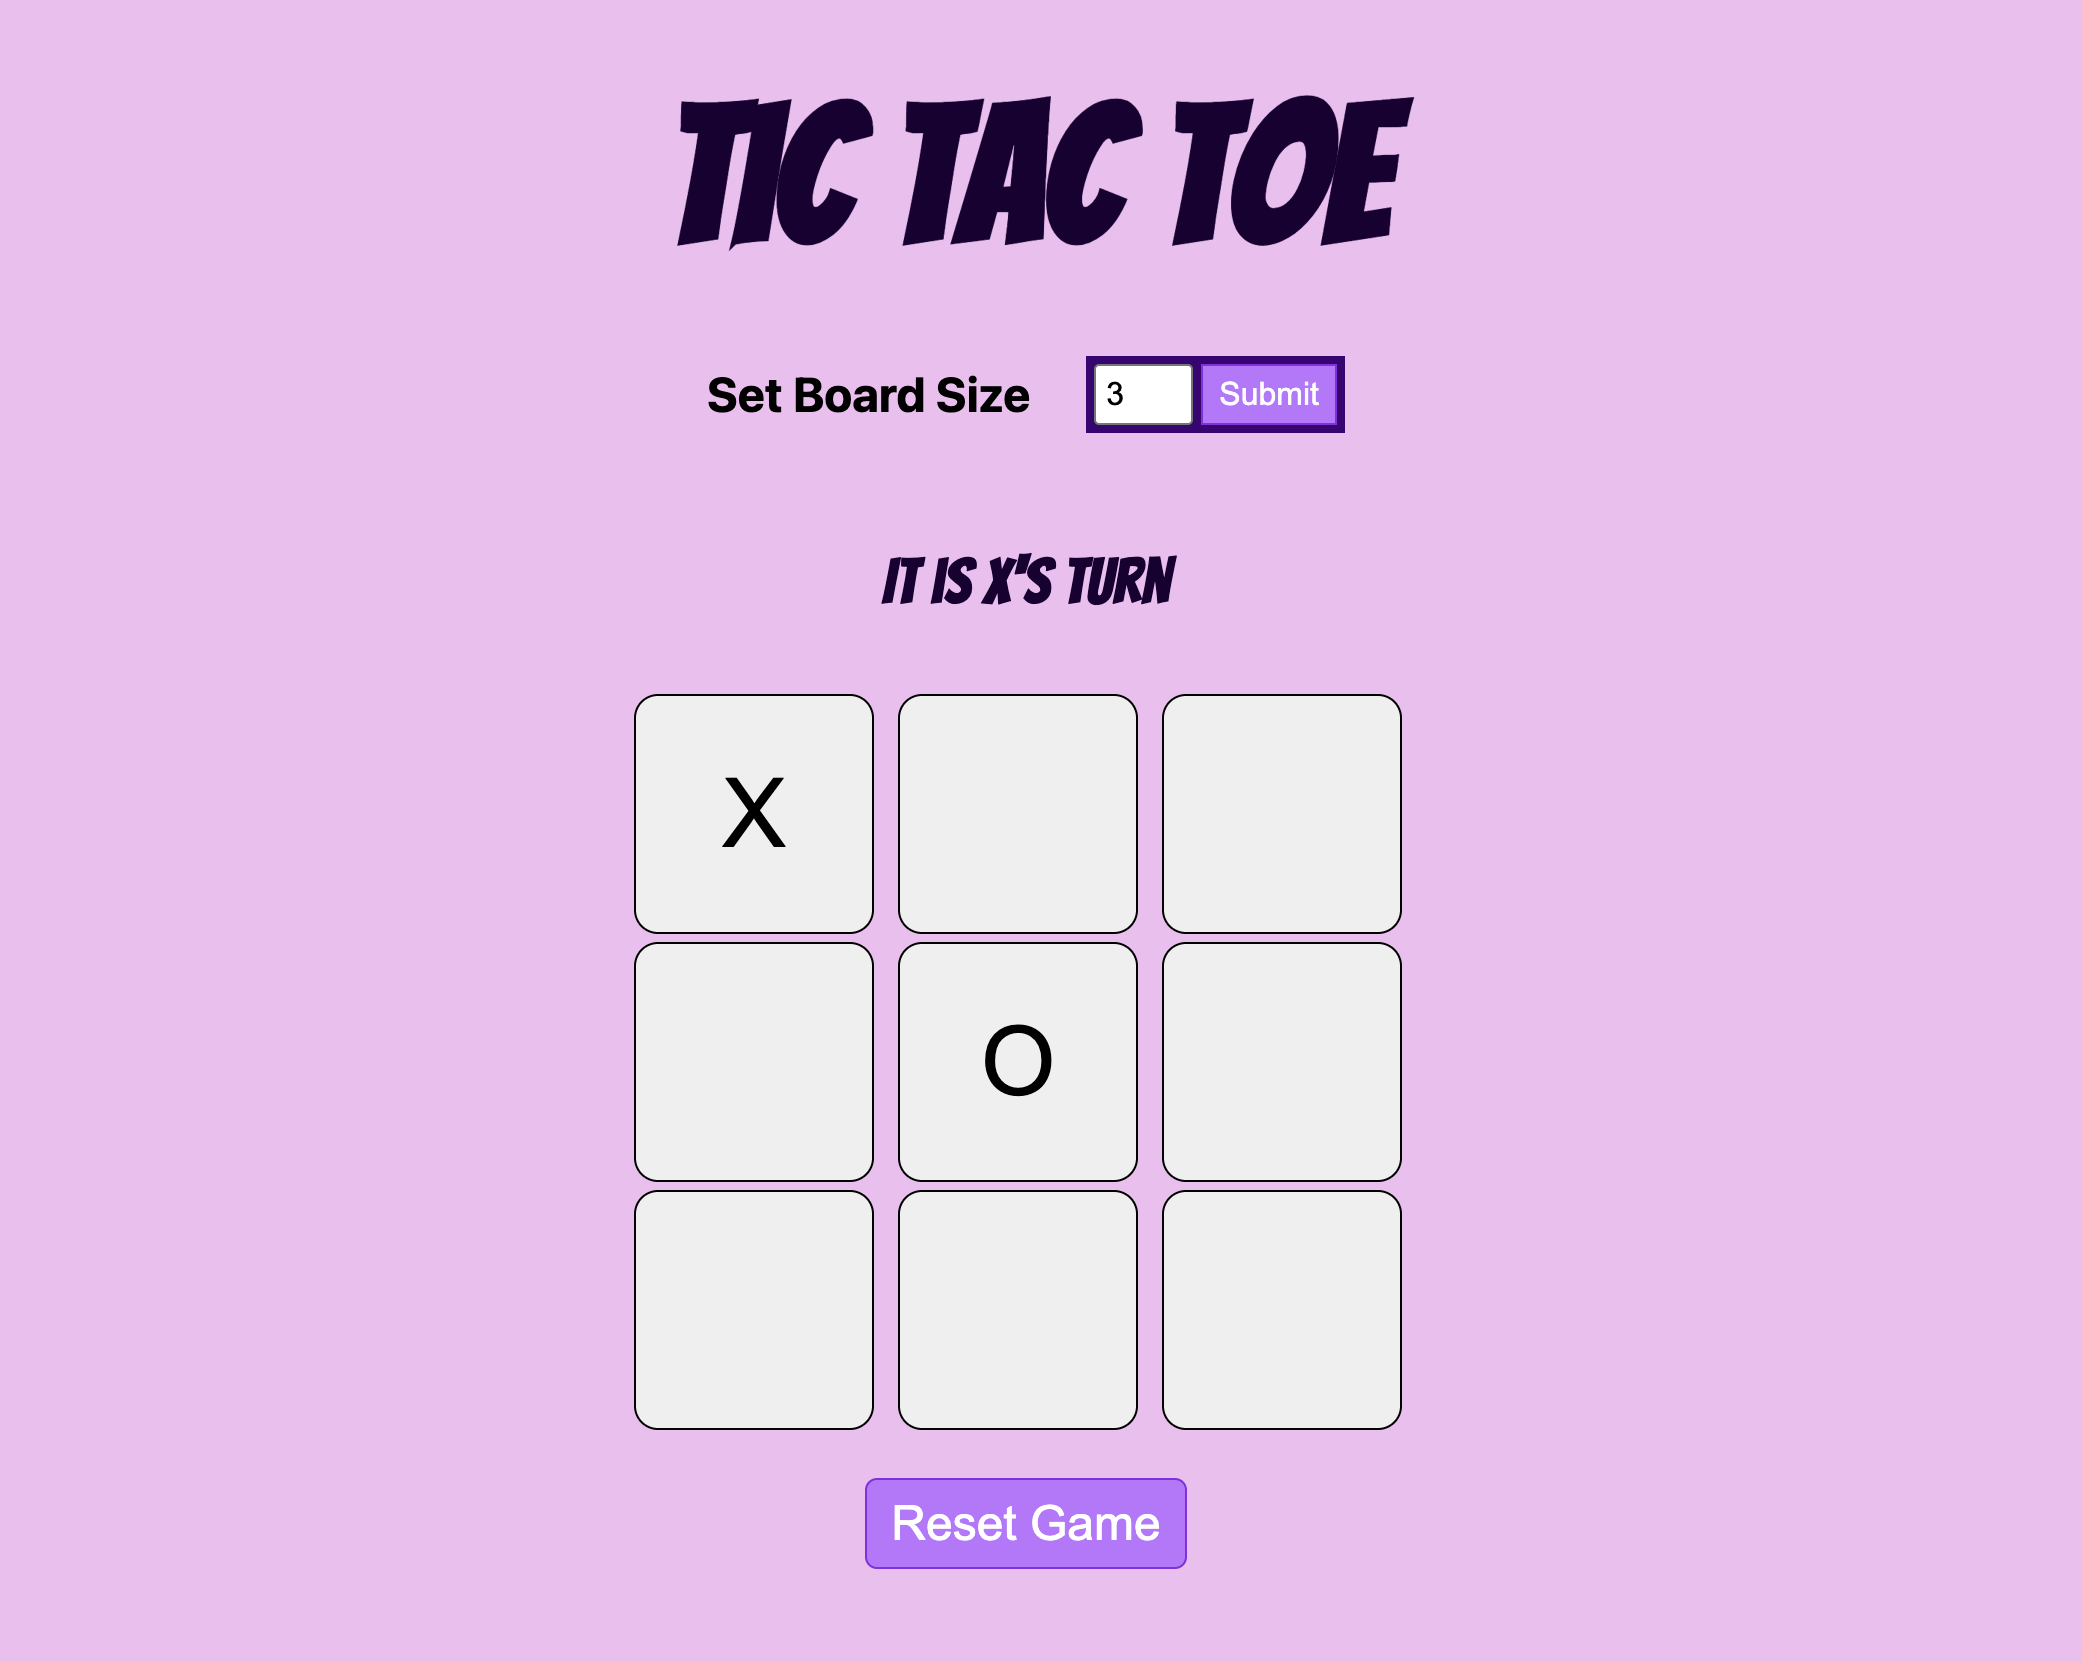 TIC TAC TOE
Set Board Size 3 Submit
IT IS X'S TURN
X
O
Reset Game